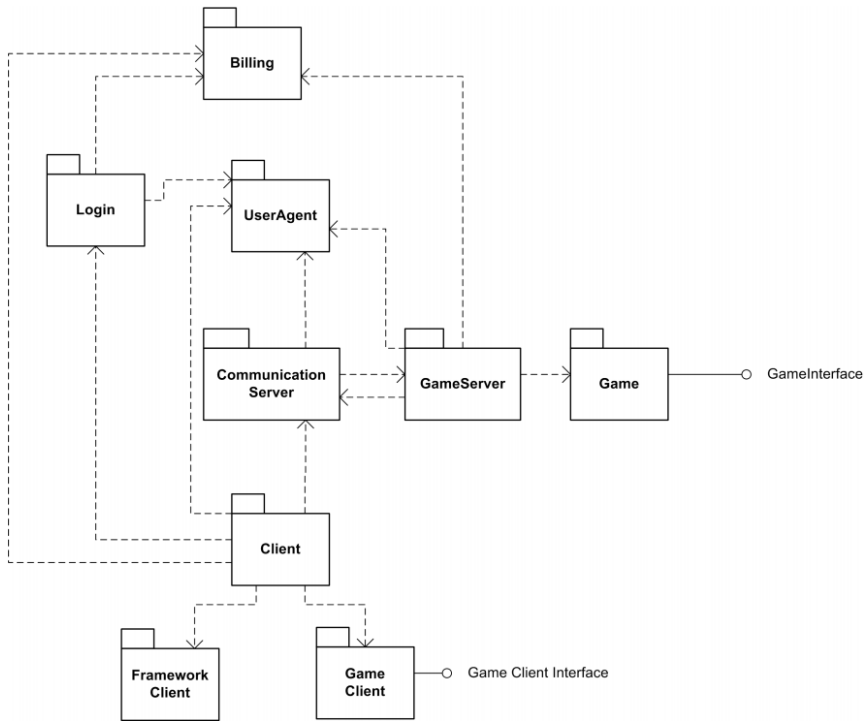 Billing
Login
UserAgent
Communication
Server
GameServer
Game
GameInterface
Client
Framework
Client
Game
Client
Game Client Interface